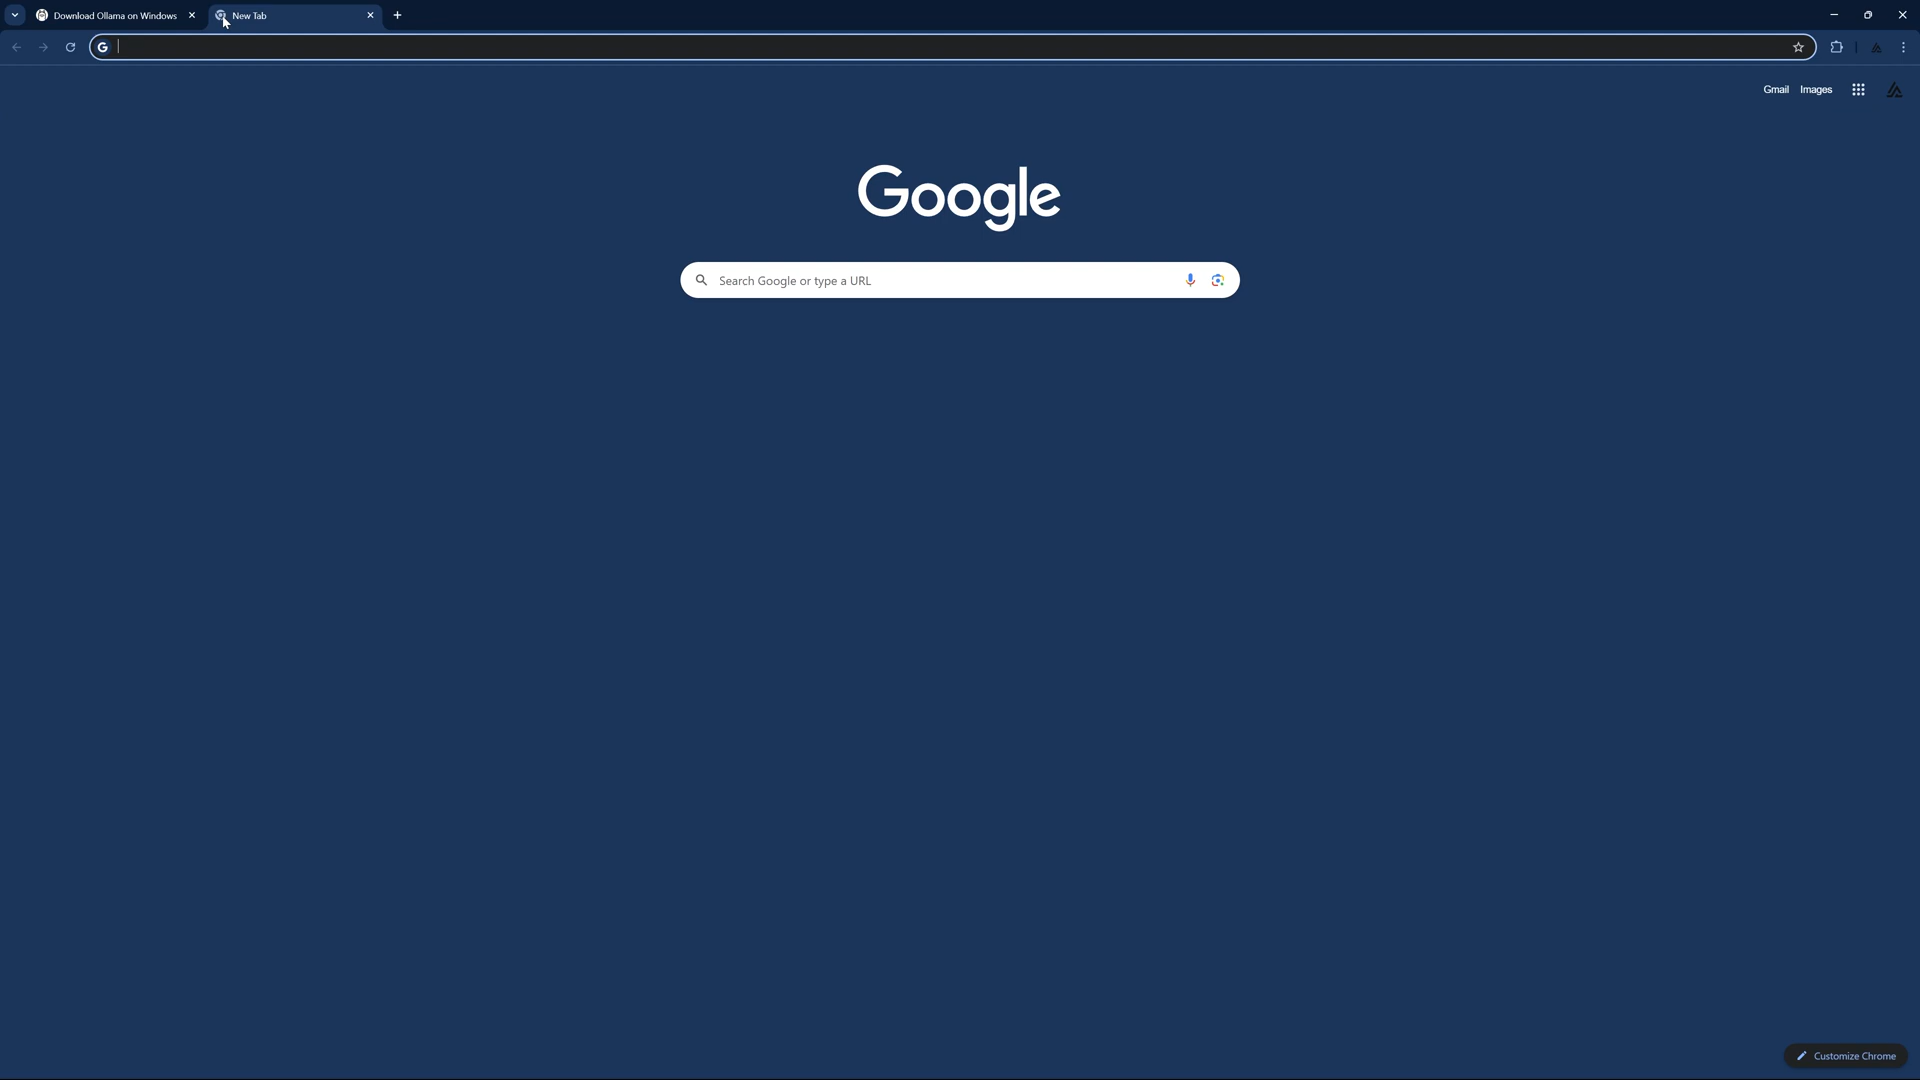 Download Ollama on Windows
New Tab
Gmail Images
Google
Search Google or type a URL
Customize Chrome